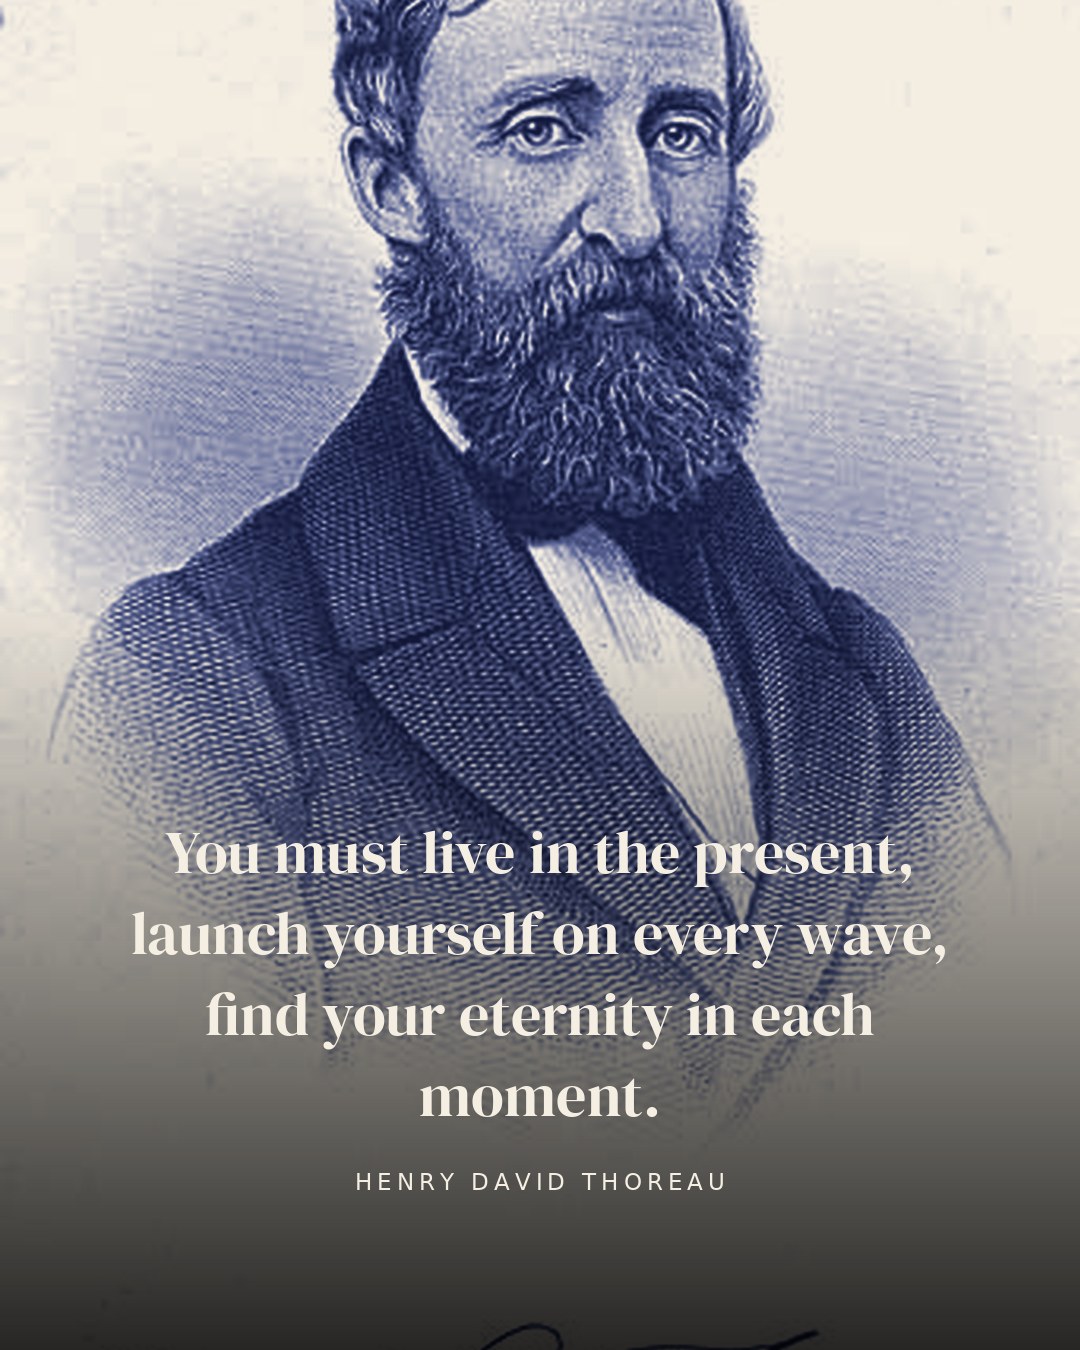 You must live in the present,
launch yourself on every wave,
find your eternity in each
moment.
HENRY DAVID THOREAU